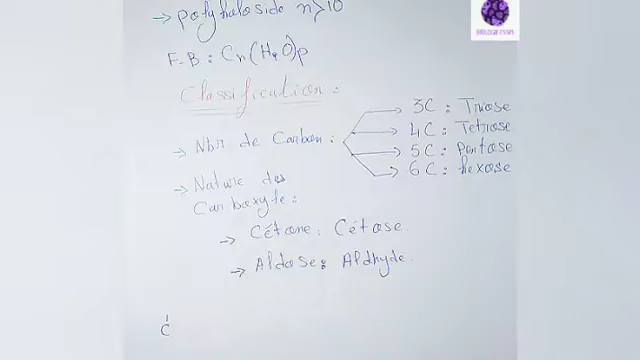 → polyhaloside n≥10
F-B : Cn(H₂O)p
Classification :
→ Nbr de Carbon :
3C : Triose
4C : Tetrose
5C : pentose
6C : hexose
→ Nature des
Carboxyle :
→ Cétone : Cétose.
→ Aldose : Aldhyde.
C